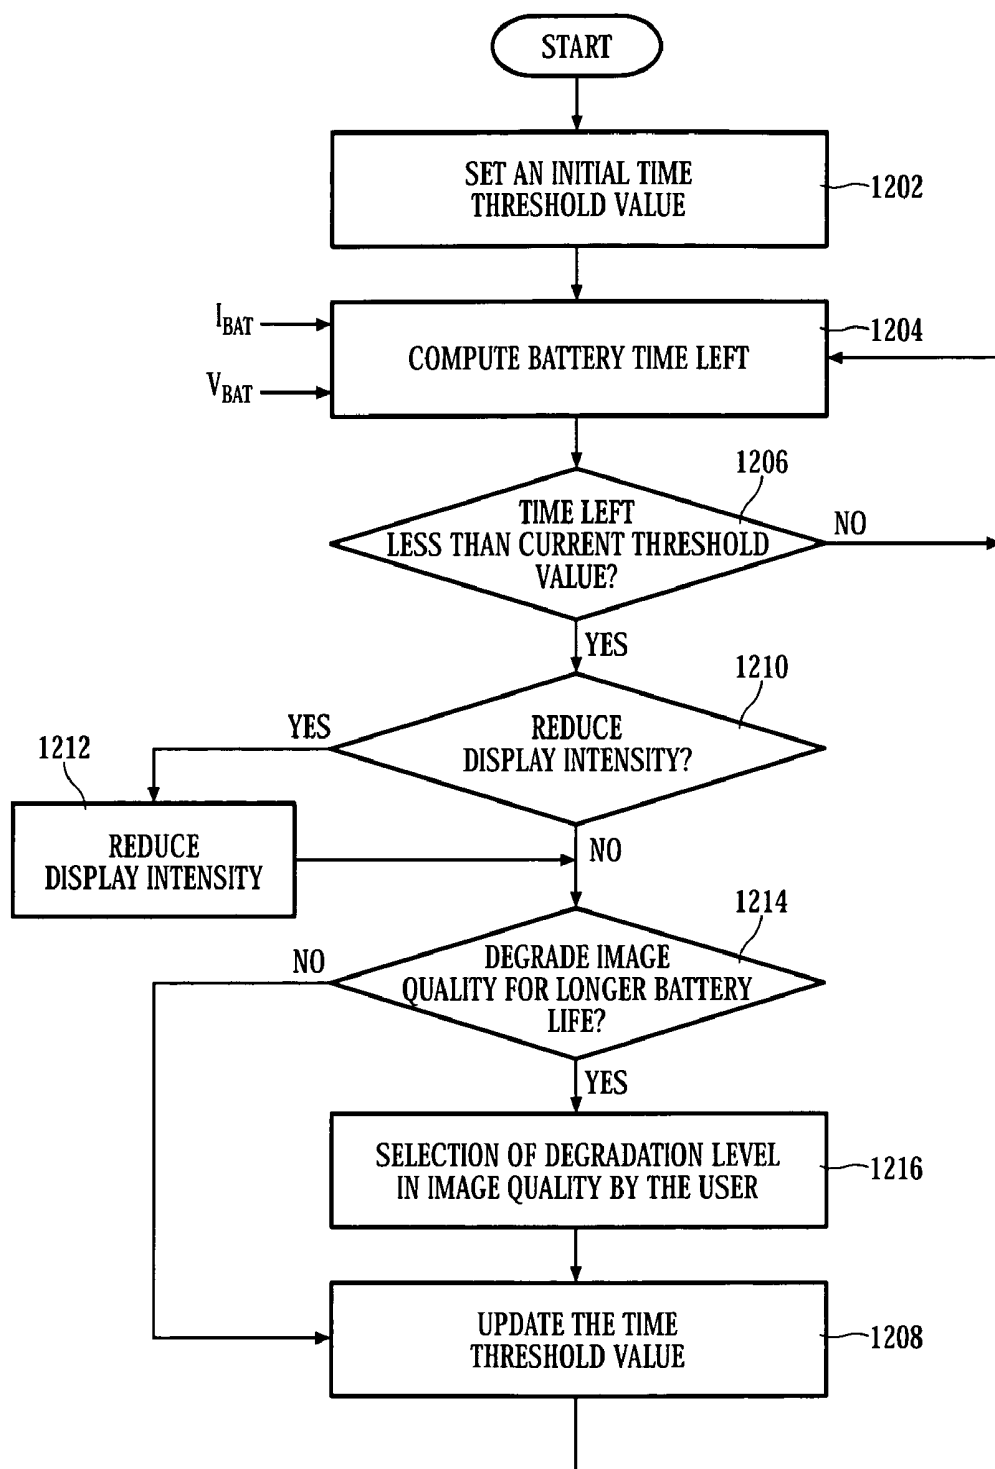 START
SET AN INITIAL TIME
THRESHOLD VALUE
1202
I_BAT
V_BAT
COMPUTE BATTERY TIME LEFT
1204
1206
TIME LEFT
LESS THAN CURRENT THRESHOLD
VALUE?
NO
YES
1210
REDUCE
DISPLAY INTENSITY?
YES
1212
REDUCE
DISPLAY INTENSITY
NO
1214
DEGRADE IMAGE
QUALITY FOR LONGER BATTERY
LIFE?
NO
YES
SELECTION OF DEGRADATION LEVEL
IN IMAGE QUALITY BY THE USER
1216
UPDATE THE TIME
THRESHOLD VALUE
1208